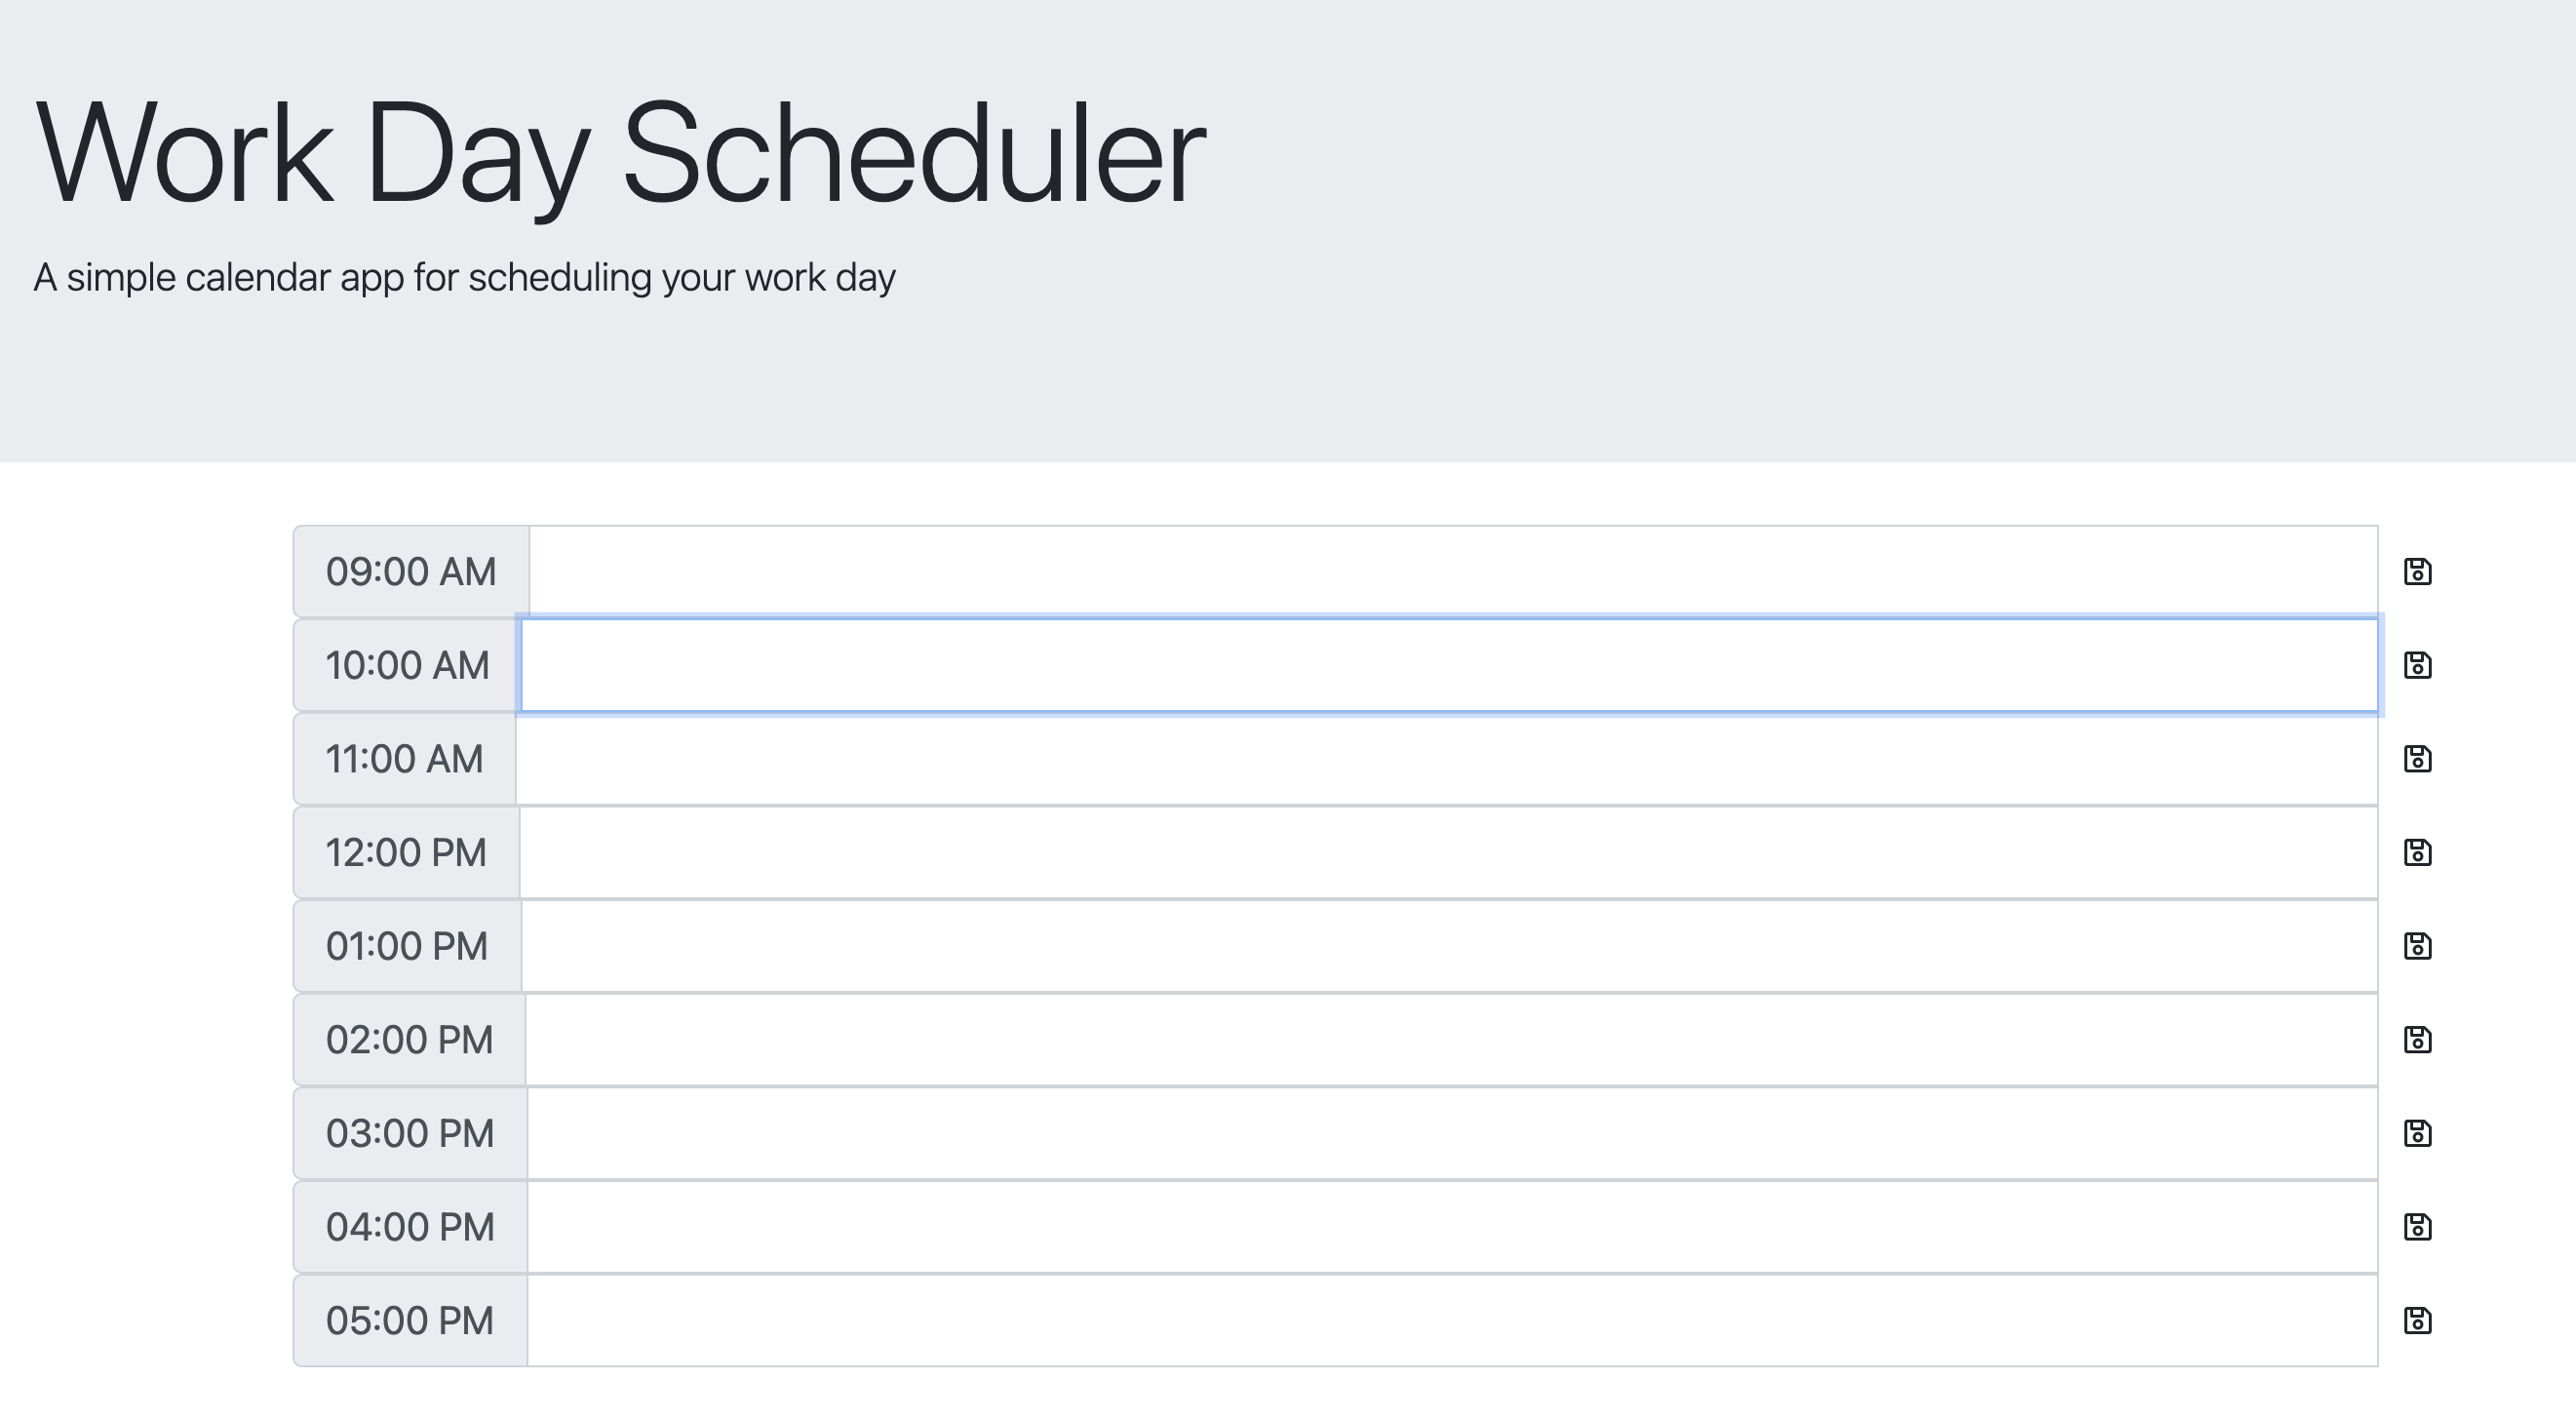 Work Day Scheduler
A simple calendar app for scheduling your work day
09:00 AM
10:00 AM
11:00 AM
12:00 PM
01:00 PM
02:00 PM
03:00 PM
04:00 PM
05:00 PM